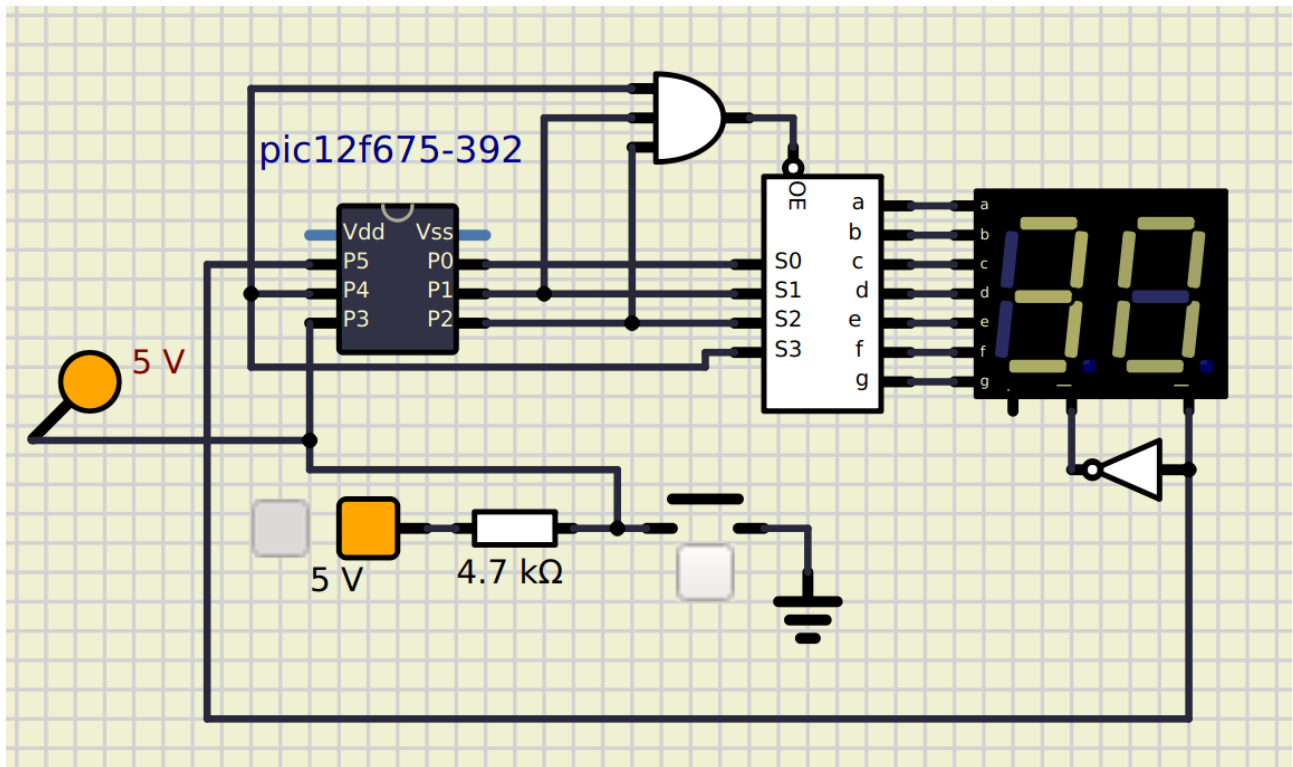 pic12f675-392
Vdd Vss
P5 P0
P4 P1
P3 P2
OE
S0
S1
S2
S3
a
b
c
d
e
f
g
a
b
c
d
e
f
g
5 V
5 V
4.7 kΩ